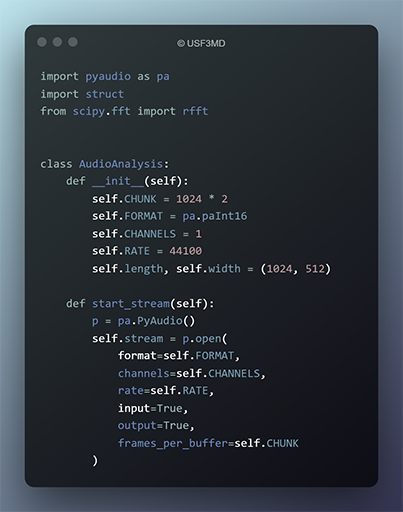 © USF3MD
import pyaudio as pa
import struct
from scipy.fft import rfft
class AudioAnalysis:
    def __init__(self):
        self.CHUNK = 1024 * 2
        self.FORMAT = pa.paInt16
        self.CHANNELS = 1
        self.RATE = 44100
        self.length, self.width = (1024, 512)
    def start_stream(self):
        p = pa.PyAudio()
        self.stream = p.open(
            format=self.FORMAT,
            channels=self.CHANNELS,
            rate=self.RATE,
            input=True,
            output=True,
            frames_per_buffer=self.CHUNK
        )